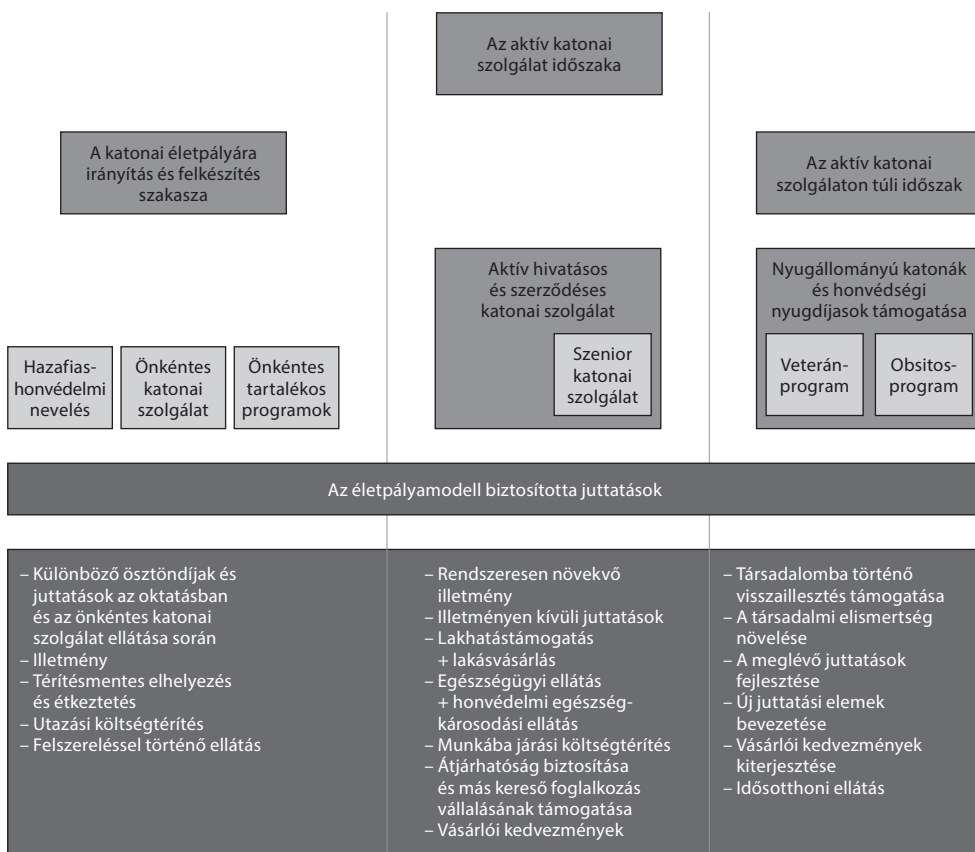 Az aktív katonai
szolgálat időszaka
A katonai életpályára
irányítás és felkészítés
szakasza
Az aktív katonai
szolgálaton túli időszak
Aktív hivatásos
és szerződéses
katonai szolgálat
Nyugállományú katonák
és honvédségi
nyugdíjasok támogatása
Hazafias-
honvédelmi
nevelés
Önkéntes
katonai
szolgálat
Önkéntes
tartalékos
programok
Szenior
katonai
szolgálat
Veterán-
program
Obsitos-
program
Az életpályamodell biztosította juttatások
– Különböző ösztöndíjak és
juttatások az oktatásban
és az önkéntes katonai
szolgálat ellátása során
– Illetmény
– Térítésmentes elhelyezés
és étkeztetés
– Utazási költségtérítés
– Felszereléssel történő ellátás
– Rendszeresen növekvő
illetmény
– Illetményen kívüli juttatások
– Lakhatástámogatás
+ lakásvásárlás
– Egészségügyi ellátás
+ honvédelmi egészség-
károsodási ellátás
– Munkába járási költségtérítés
– Átjárhatóság biztosítása
és más kereső foglalkozás
vállalásának támogatása
– Vásárlói kedvezmények
– Társadalomba történő
visszaillesztés támogatása
– A társadalmi elismertség
növelése
– A meglévő juttatások
fejlesztése
– Új juttatási elemek
bevezetése
– Vásárlói kedvezmények
kiterjesztése
– Idősotthoni ellátás